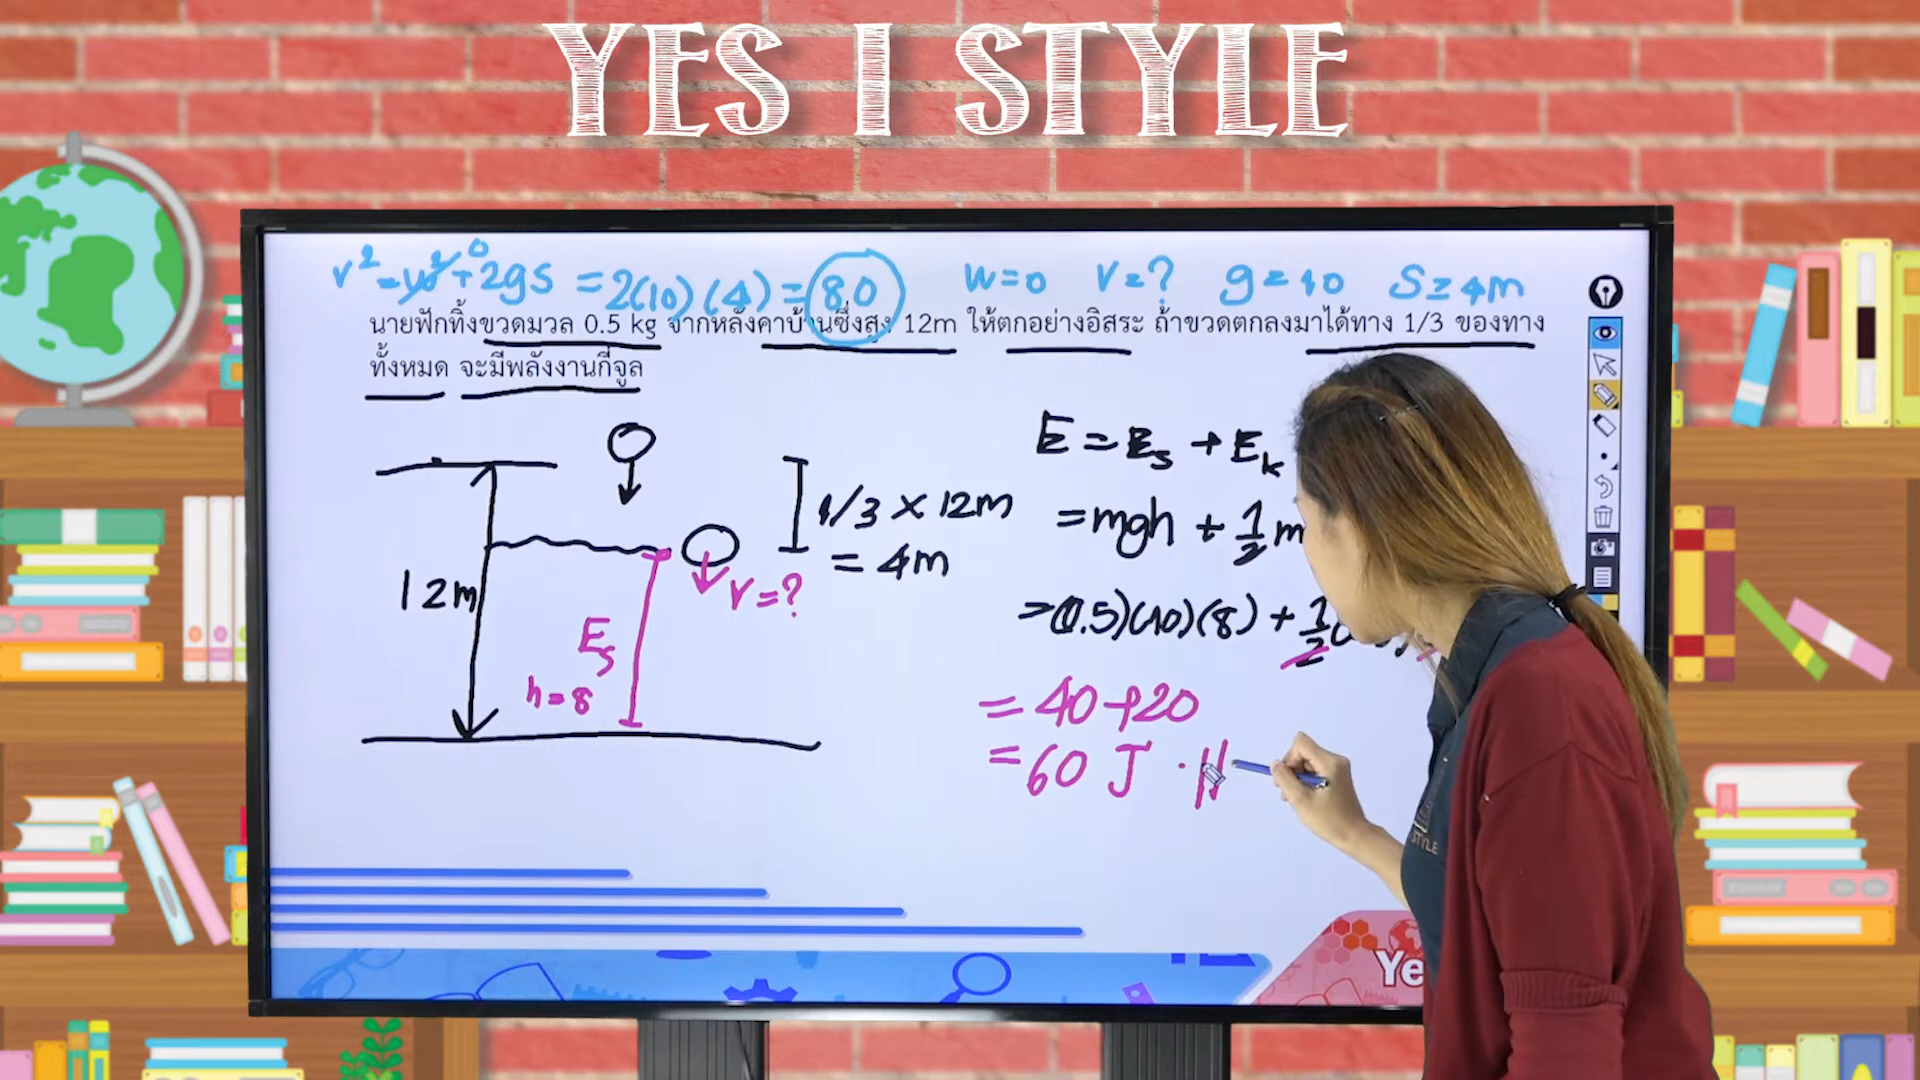 YES I STYLE
v² = u² + 2gs = 2(10)(4) = 80 u=0 v=? g=10 S=4m
0
นายฟักทิ้งขวดมวล 0.5 kg จากหลังคาบ้านซึ่งสูง 12m ให้ตกอย่างอิสระ ถ้าขวดตกลงมาได้ทาง 1/3 ของทาง
ทั้งหมด จะมีพลังงานกี่จูล
E = Es + Ek
1/3 × 12m
= 4m
= mgh + 1/2 m
12m
v=?
= (0.5)(10)(8) + 1/2
Es
h=8
= 40+20
= 60 J
Ye
STYLE